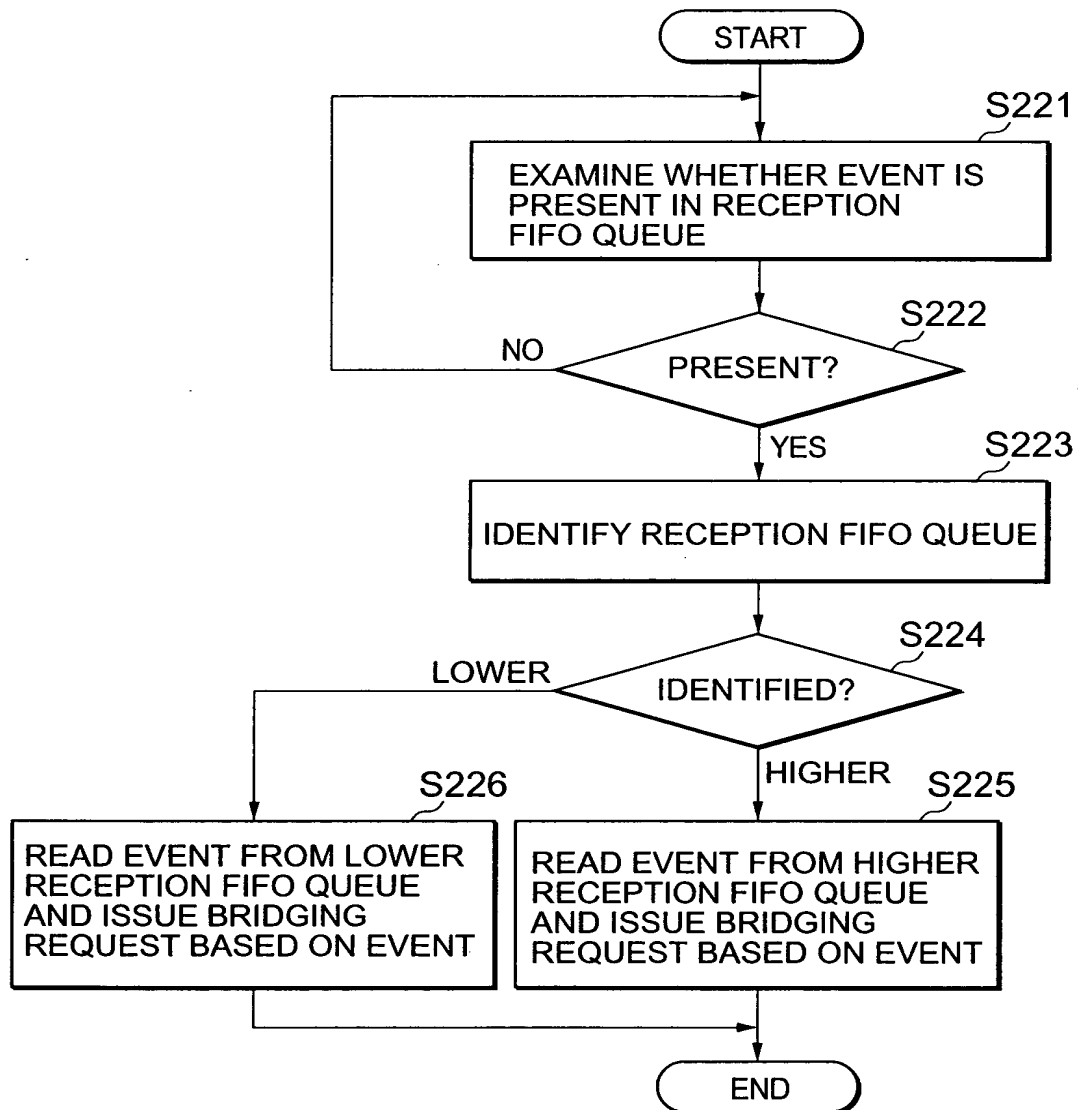 START
S221
EXAMINE WHETHER EVENT IS
PRESENT IN RECEPTION
FIFO QUEUE
S222
NO
PRESENT?
YES
S223
IDENTIFY RECEPTION FIFO QUEUE
S224
LOWER
IDENTIFIED?
HIGHER
S226
S225
READ EVENT FROM LOWER
RECEPTION FIFO QUEUE
AND ISSUE BRIDGING
REQUEST BASED ON EVENT
READ EVENT FROM HIGHER
RECEPTION FIFO QUEUE
AND ISSUE BRIDGING
REQUEST BASED ON EVENT
END